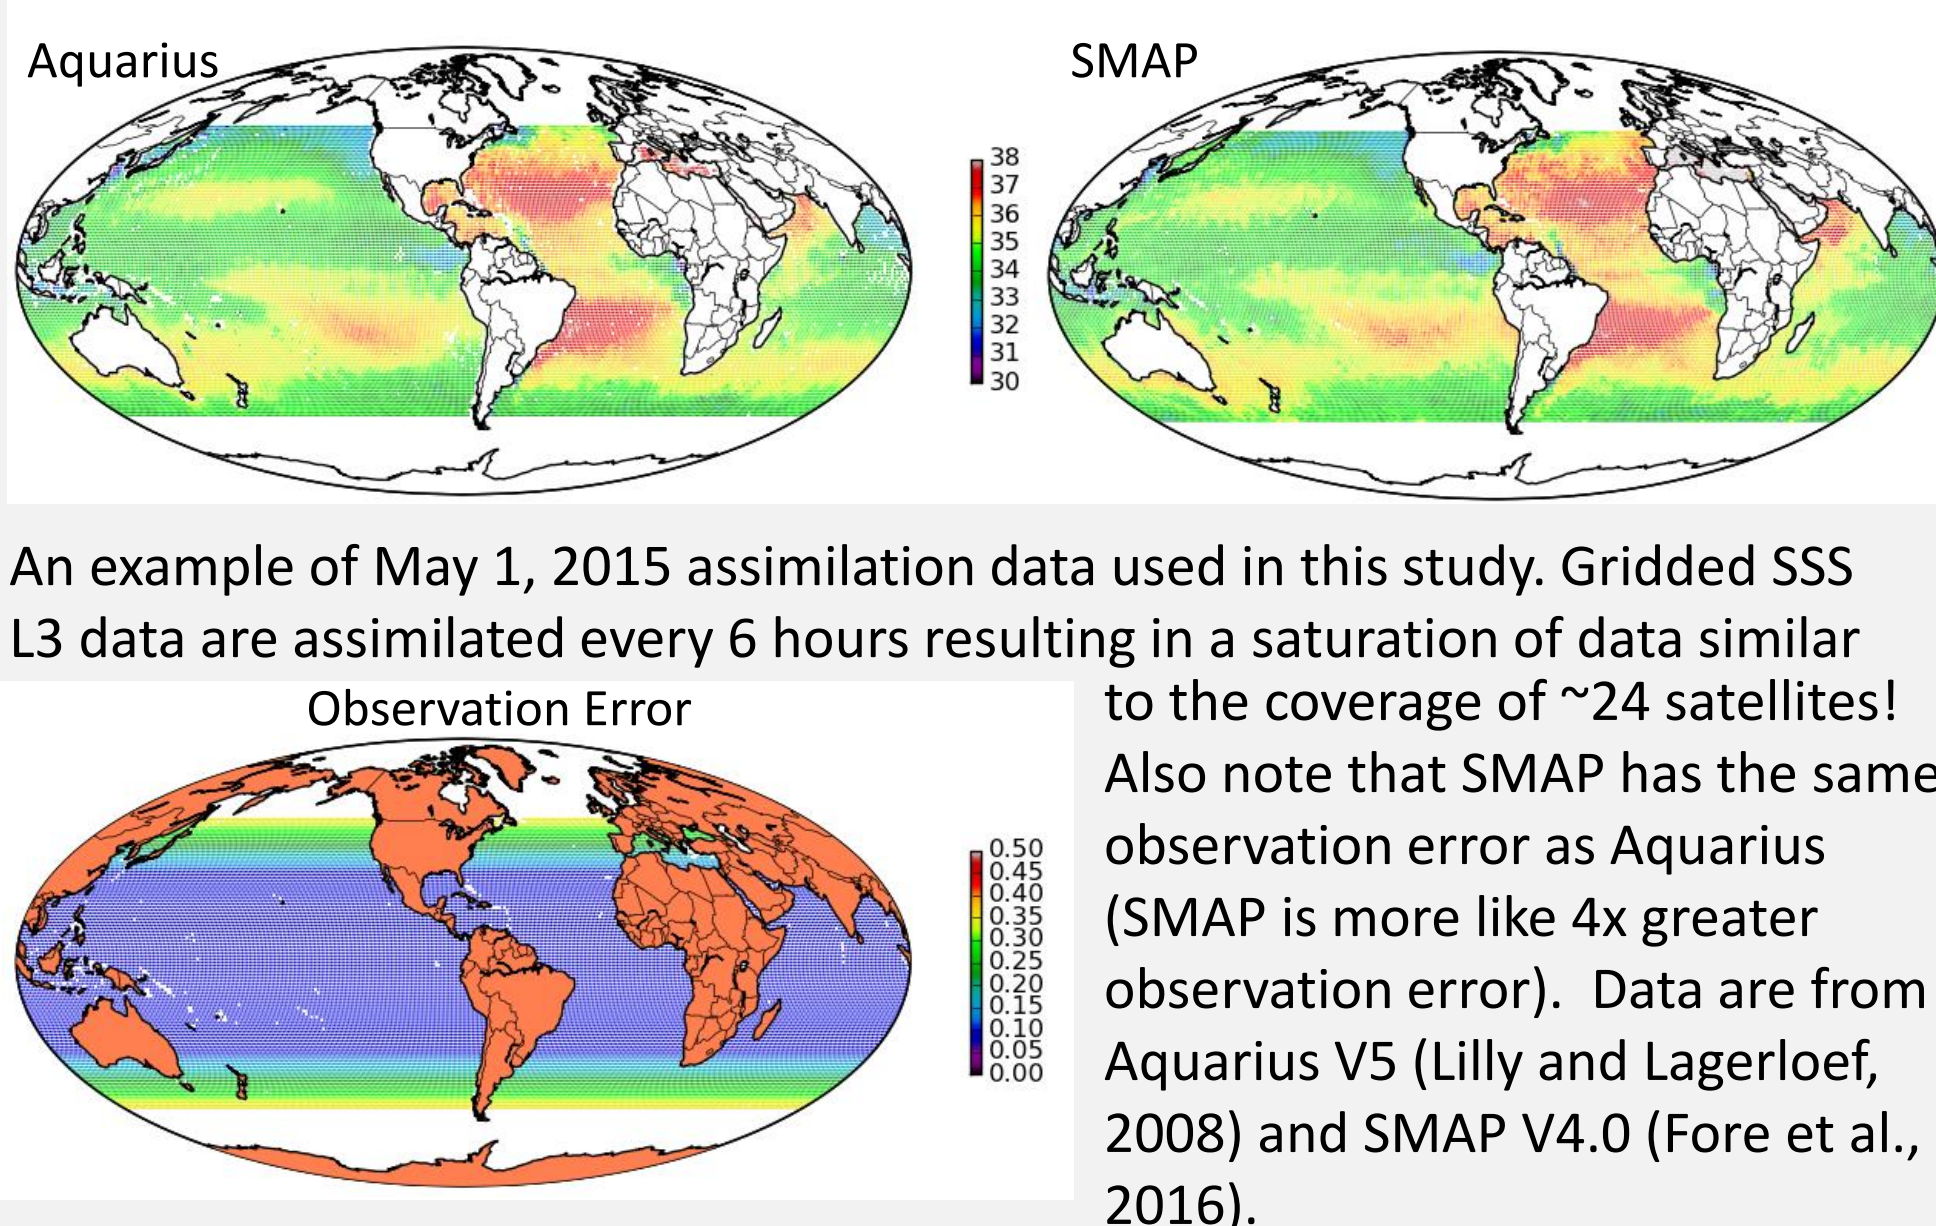 Aquarius
SMAP
38
37
36
35
34
33
32
31
30
An example of May 1, 2015 assimilation data used in this study. Gridded SSS
L3 data are assimilated every 6 hours resulting in a saturation of data similar
to the coverage of ~24 satellites!
Also note that SMAP has the same
observation error as Aquarius
(SMAP is more like 4x greater
observation error).  Data are from
Aquarius V5 (Lilly and Lagerloef,
2008) and SMAP V4.0 (Fore et al.,
2016).
Observation Error
0.50
0.45
0.40
0.35
0.30
0.25
0.20
0.15
0.10
0.05
0.00